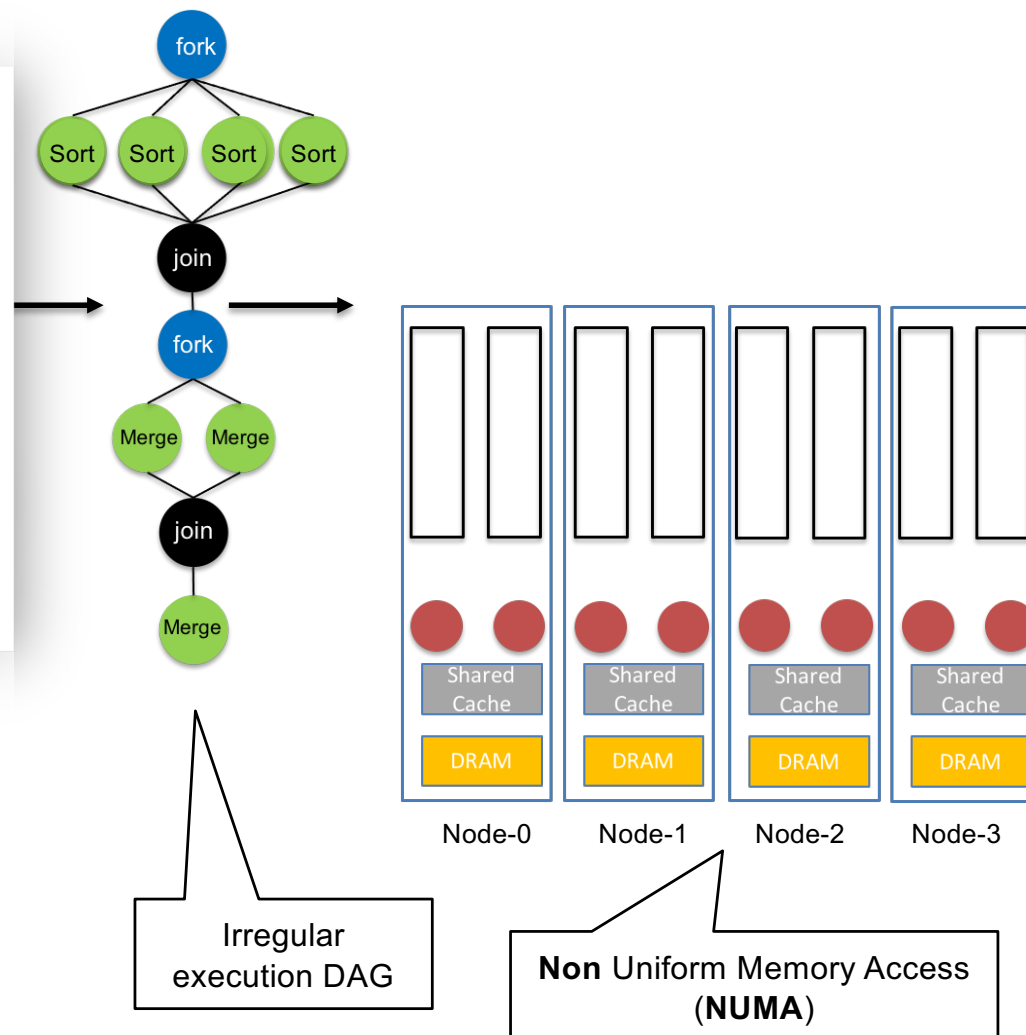 fork
Sort Sort Sort Sort
join
fork
Merge Merge
join
Merge
Shared Cache
Shared Cache
Shared Cache
Shared Cache
DRAM DRAM DRAM DRAM
Node-0 Node-1 Node-2 Node-3
Irregular
execution DAG
Non Uniform Memory Access
(NUMA)